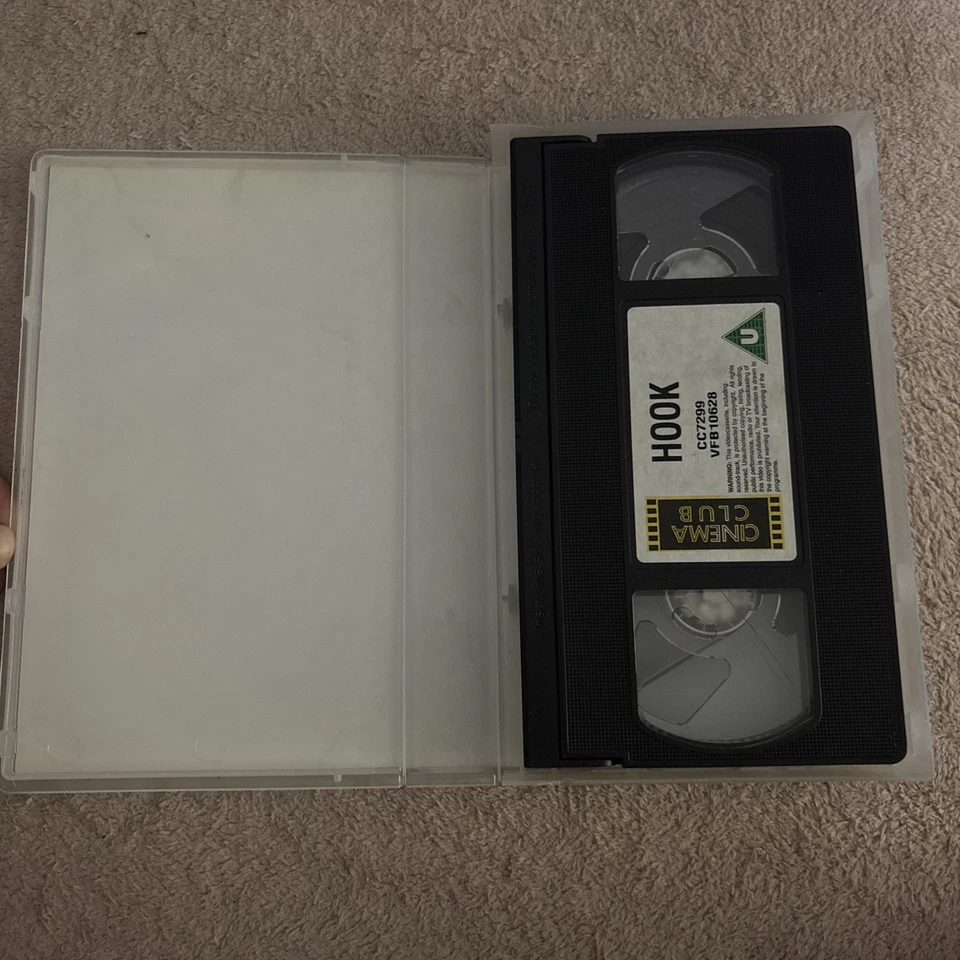 HOOK
CC7299
VFB10628
U
WARNING: This videocassette, including
sound-track, is protected by copyright. All rights
reserved. Unauthorised copying, hiring, lending,
public performance, radio or TV broadcasting of
this video is prohibited. Your attention is drawn to
the copyright warning at the beginning of the
programme.
CINEMA
CLUB